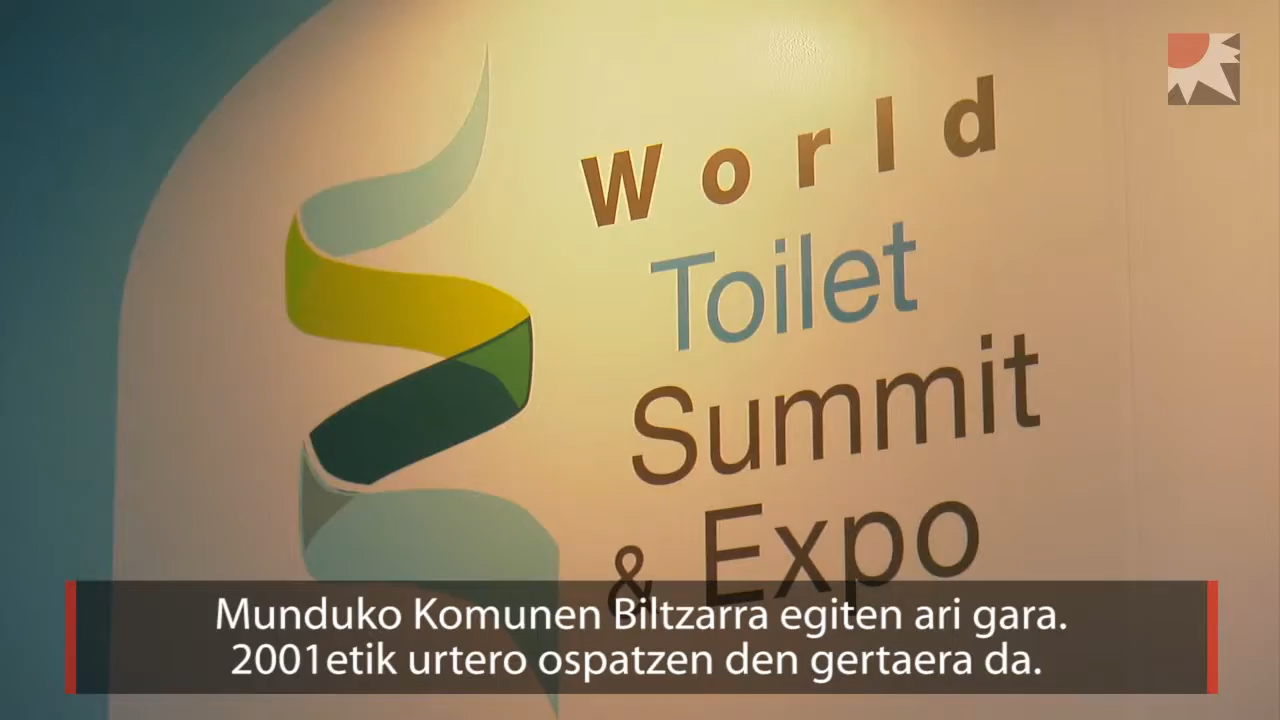 World
Toilet
Summit
& Expo
Munduko Komunen Biltzarra egiten ari gara.
2001etik urtero ospatzen den gertaera da.